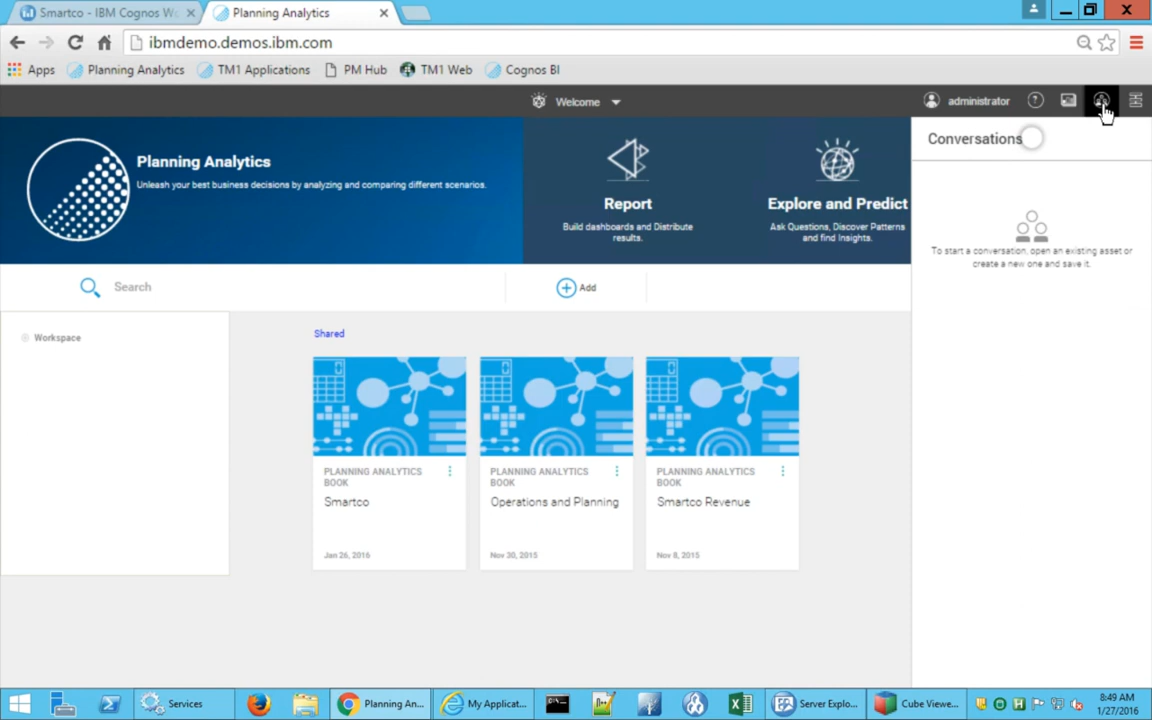 Smartco - IBM Cognos Wo
Planning Analytics
ibmdemo.demos.ibm.com
Apps
Planning Analytics
TM1 Applications
PM Hub
TM1 Web
Cognos BI
Welcome
administrator
?
Planning Analytics
Unleash your best business decisions by analyzing and comparing different scenarios.
Report
Build dashboards and Distribute
results.
Explore and Predict
Ask Questions, Discover Patterns
and find Insights.
Conversations
To start a conversation, open an existing asset or
create a new one and save it.
Search
Add
Workspace
Shared
PLANNING ANALYTICS
BOOK
Smartco
Jan 26, 2016
PLANNING ANALYTICS
BOOK
Operations and Planning
Nov 30, 2015
PLANNING ANALYTICS
BOOK
Smartco Revenue
Nov 8, 2015
Services
Planning An...
My Applicat...
Server Explo...
Cube Viewe...
8:49 AM
1/27/2016